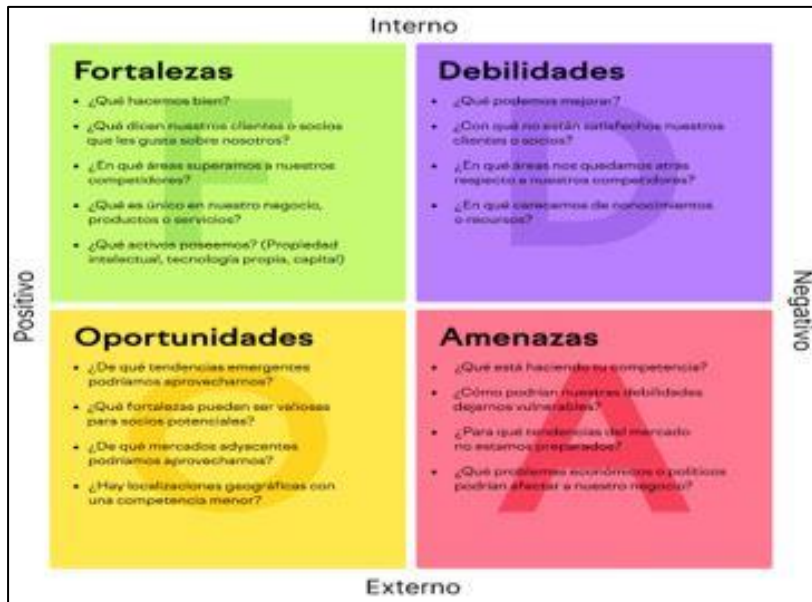 Interno
Fortalezas
• ¿Qué hacemos bien?
• ¿Qué dicen nuestros clientes o socios
que les gusta sobre nosotros?
• ¿En qué áreas superamos a nuestros
competidores?
• ¿Qué es único en nuestro negocio,
productos o servicios?
• ¿Qué activos poseemos? (Propiedad
intelectual, tecnología propia, capital)
F
Debilidades
• ¿Qué podemos mejorar?
• ¿Con qué no están satisfechos nuestros
clientes o socios?
• ¿En qué áreas nos quedamos atrás
respecto a nuestros competidores?
• ¿En qué carecemos de conocimientos
o recursos?
D
Positivo
Negativo
Oportunidades
• ¿De qué tendencias emergentes
podríamos aprovecharnos?
• ¿Qué fortalezas pueden ser valiosas
para socios potenciales?
• ¿De qué mercados adyacentes
podríamos aprovecharnos?
• ¿Hay localizaciones geográficas con
una competencia menor?
O
Amenazas
• ¿Qué está haciendo su competencia?
• ¿Cómo podrían nuestras debilidades
dejarnos vulnerables?
• ¿Para qué tendencias del mercado
no estamos preparados?
• ¿Qué problemas económicos o políticos
podrían afectar a nuestro negocio?
A
Externo